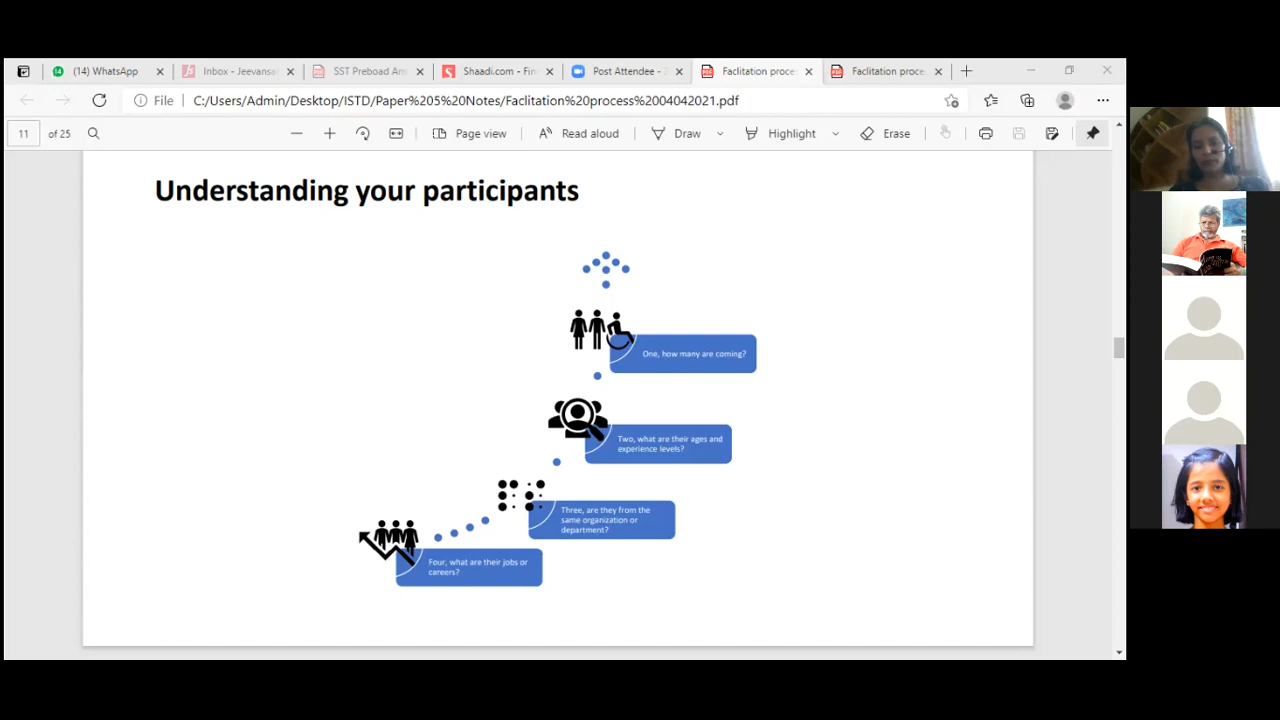 (14) WhatsApp
Inbox - Jeevansa
SST Preboad An
Shaadi.com - Fin
Post Attendee -
Faclitation proce
Faclitation proce
File
C:/Users/Admin/Desktop/ISTD/Paper%205%20Notes/Faclitation%20process%2004042021.pdf
11
of 25
Page view
Read aloud
Draw
Highlight
Erase
Understanding your participants
One, how many are coming?
Two, what are their ages and
experience levels?
Three, are they from the
same organization or
department?
Four, what are their jobs or
careers?